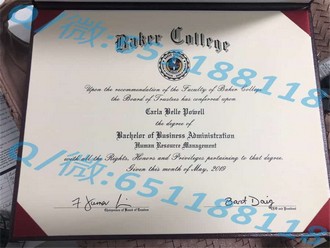 Baker College
Upon the recommendation of the Faculty of Baker College
the Board of Trustees has conferred upon
Carla Belle Powell
the degree of
Bachelor of Business Administration
Human Resource Management
with all the Rights, Honors and Privileges pertaining to that degree.
Given this month of May, 2019
Q/微:651188118
Q/微:651188118